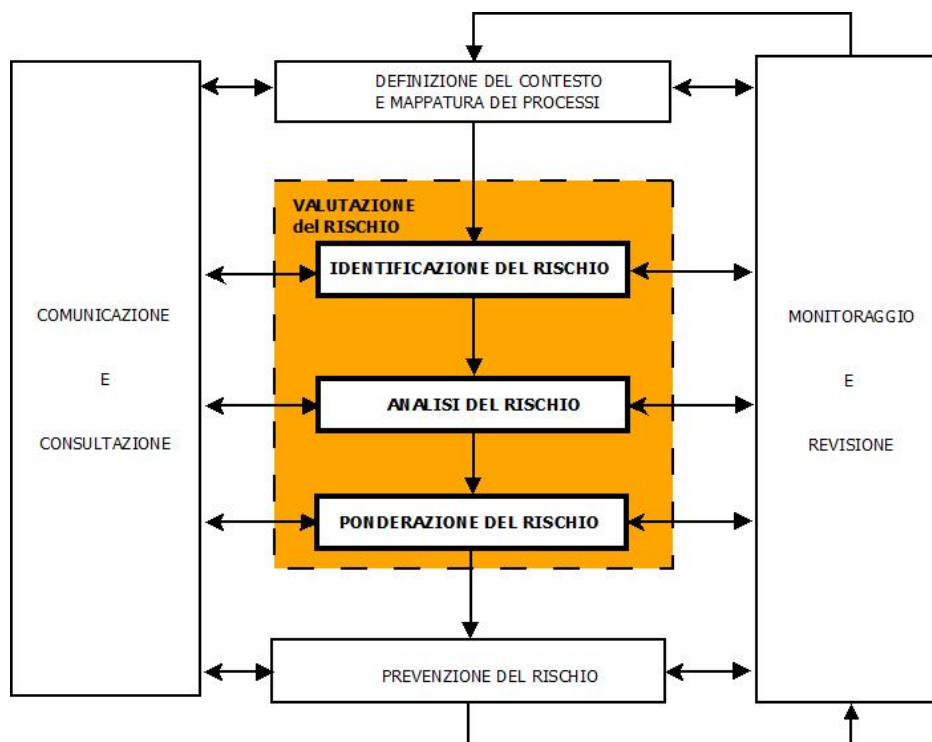 DEFINIZIONE DEL CONTESTO
E MAPPATURA DEI PROCESSI
VALUTAZIONE
del RISCHIO
IDENTIFICAZIONE DEL RISCHIO
COMUNICAZIONE
E
CONSULTAZIONE
MONITORAGGIO
E
REVISIONE
ANALISI DEL RISCHIO
PONDERAZIONE DEL RISCHIO
PREVENZIONE DEL RISCHIO